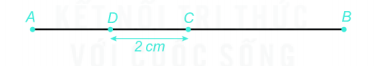 KẾT NỐI TRI THỨC
A D C B
2 cm
VỚI CUỘC SỐNG